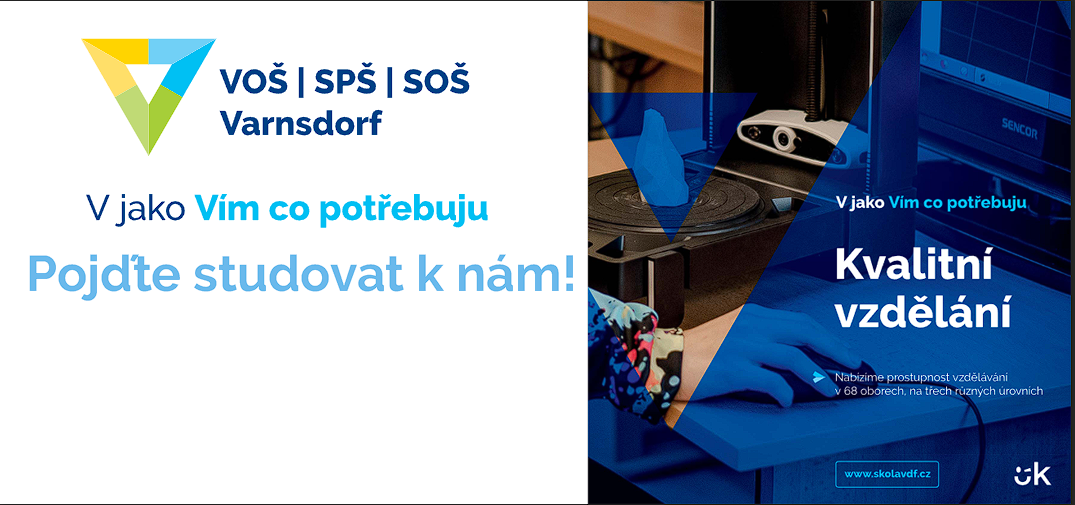 VOŠ | SPŠ | SOŠ
Varnsdorf
V jako Vím co potřebuju
Pojďte studovat k nám!
SENCOR
V jako Vím co potřebuju
Kvalitní
vzdělání
Nabízíme prostupnost vzdělávání
v 68 oborech, na třech různých úrovních
www.skolavdf.cz
ük